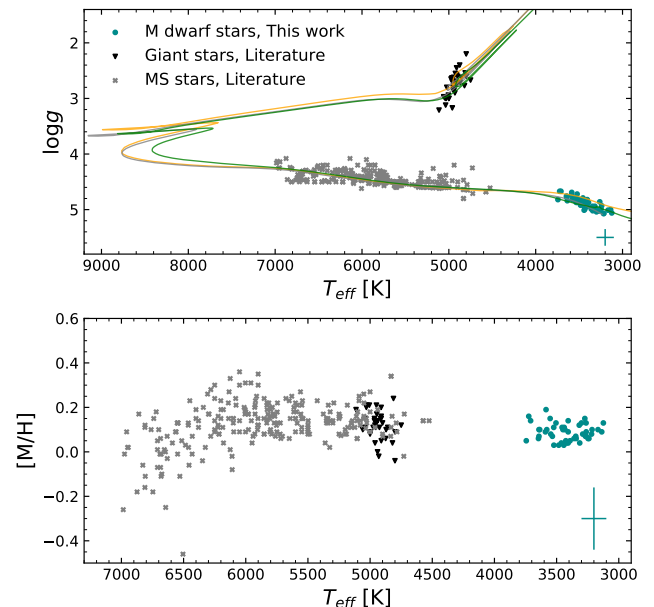 M dwarf stars, This work
Giant stars, Literature
MS stars, Literature
2
3
4
5
logg
9000 8000 7000 6000 5000 4000 3000
T_eff [K]
0.6
0.4
0.2
0.0
−0.2
−0.4
[M/H]
7000 6500 6000 5500 5000 4500 4000 3500 3000
T_eff [K]